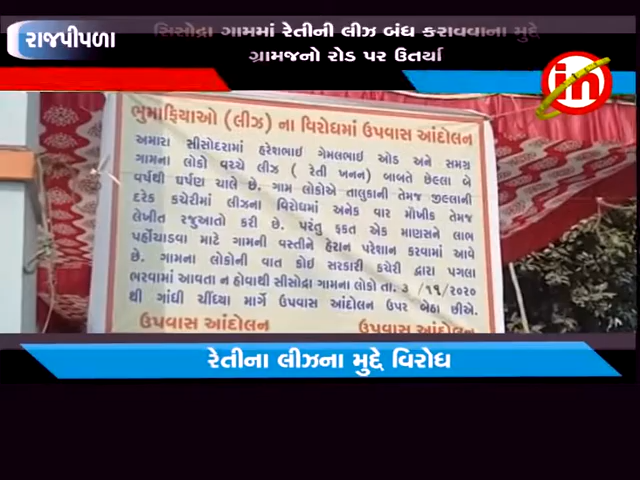 રાજપીપળા
સિસોદ્રા ગામમાં રેતીની લીઝ બંધ કરાવવાના મુદ્દે
ગ્રામજનો રોડ પર ઉતર્યા
in
ભુમાફિયાઓ (લીઝ) ના વિરોધમાં ઉપવાસ આંદોલન
અમારા સીસોદરાનાં હરેશભાઈ ગેમલભાઈ ઓડ અને સમગ્ર
ગામના લોકો વચ્ચે લીઝ ( રેતી ખનન) બાબતે છેલ્લા બે
વર્ષથી ઘર્ષણ ચાલે છે. ગામ લોકોએ તાલુકાની તેમજ જીલ્લાની
દરેક કચેરીમાં લીઝના વિરોધમાં અનેક વાર મૌખીક તેમજ
લેખીત રજુઆતો કરી છે. પરંતુ ફકત એક માણસને લાભ
પહોંચાડવા માટે ગામની વસ્તીને હેરાન પરેશાન કરવામાં આવે
છે. ગામના લોકોની વાત કોઈ સરકારી કચેરી દ્વારા પગલા
ભરવામાં આવતા ન હોવાથી સીસોદ્રા ગામના લોકો તા. ૩ /૧૧/૨૦૨૦
થી ગાંધી ચીંધ્યા માર્ગે ઉપવાસ આંદોલન ઉપર બેઠા છીએ.
ઉપવાસ આંદોલન ઉપવાસ આંદોલન
રેતીના લીઝના મુદ્દે વિરોધ